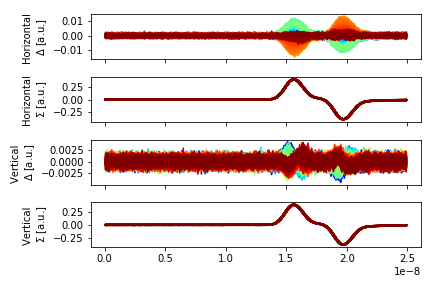 Horizontal
Δ [a.u.]
0.01
0.00
−0.01
Horizontal
Σ [a.u.]
0.25
0.00
−0.25
Vertical
Δ [a.u.]
0.0025
0.0000
−0.0025
Vertical
Σ [a.u.]
0.25
0.00
−0.25
0.0 0.5 1.0 1.5 2.0 2.5
1e−8